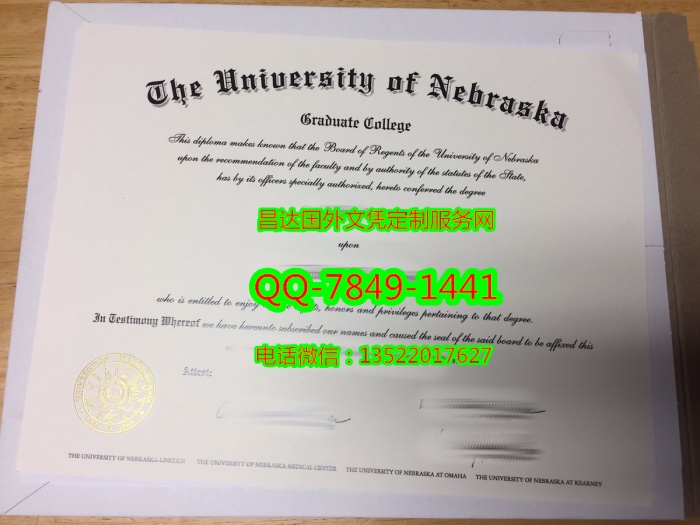 The University of Nebraska
Graduate College
This diploma makes known that the Board of Regents of the University of Nebraska
upon the recommendation of the faculty and by authority of the statutes of the State,
has by its officers specially authorized, hereto conferred the degree
昌达国外文凭定制服务网
upon
QQ-7849-1441
who is entitled to enjoy honors and privileges pertaining to that degree.
In Testimony Whereof we have hereunto subscribed our names and caused the seal of the said board to be affixed this
电话微信：13522017627
Attest:
THE UNIVERSITY OF NEBRASKA-LINCOLN THE UNIVERSITY OF NEBRASKA MEDICAL CENTER THE UNIVERSITY OF NEBRASKA AT OMAHA THE UNIVERSITY OF NEBRASKA AT KEARNEY